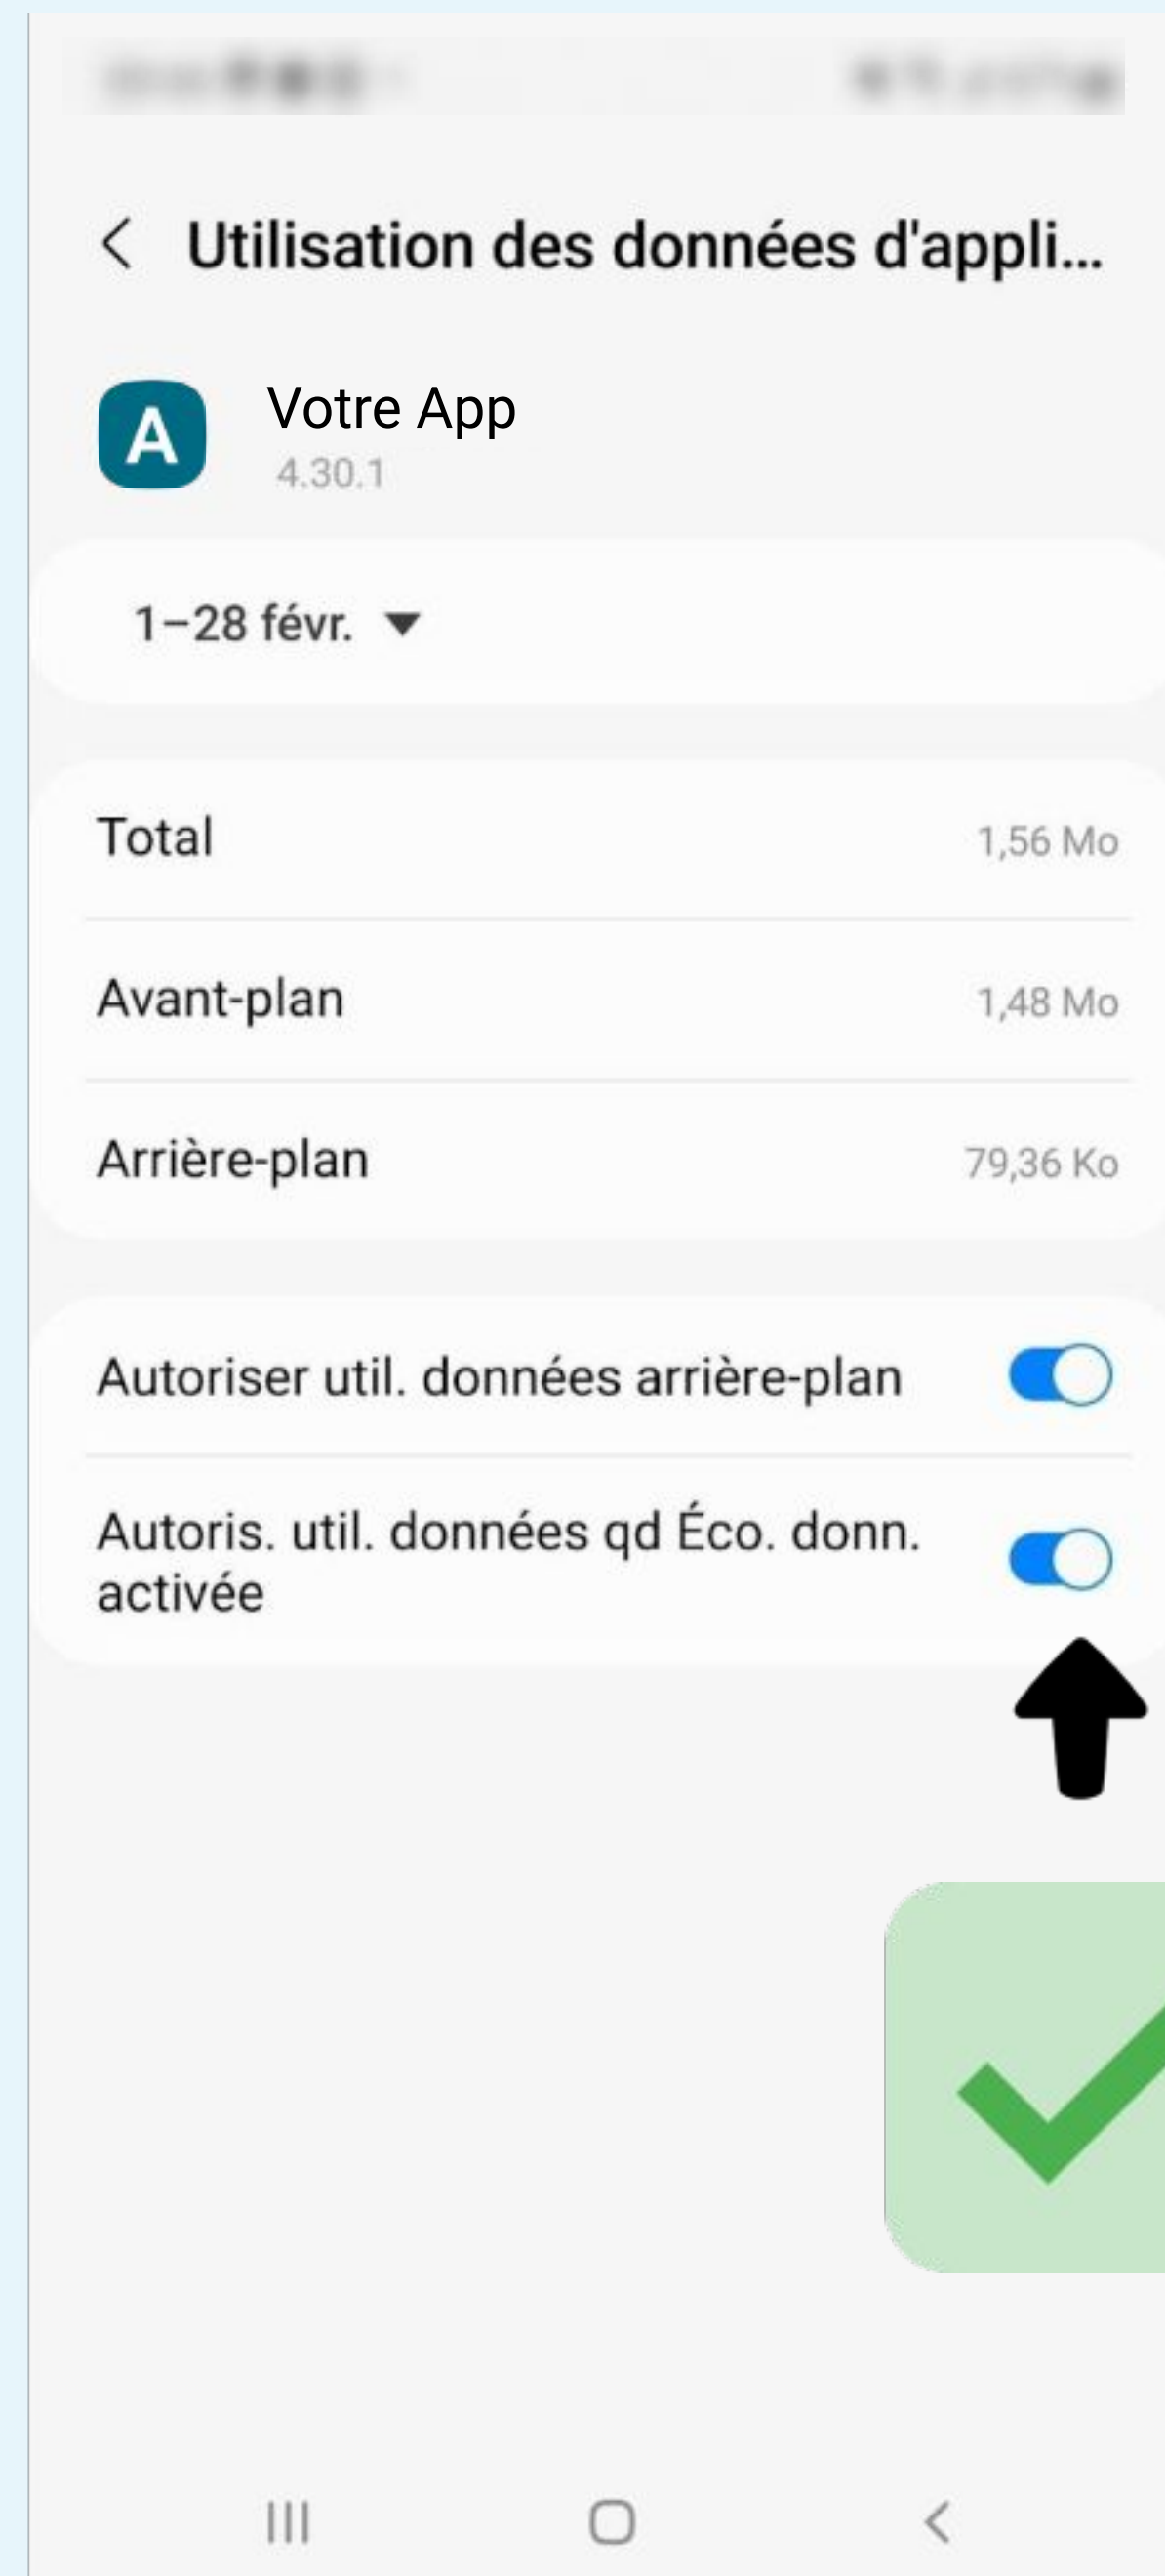 Utilisation des données d'appli...
A
Votre App
4.30.1
1–28 févr.
Total
1,56 Mo
Avant-plan
1,48 Mo
Arrière-plan
79,36 Ko
Autoriser util. données arrière-plan
Autoris. util. données qd Éco. donn.
activée